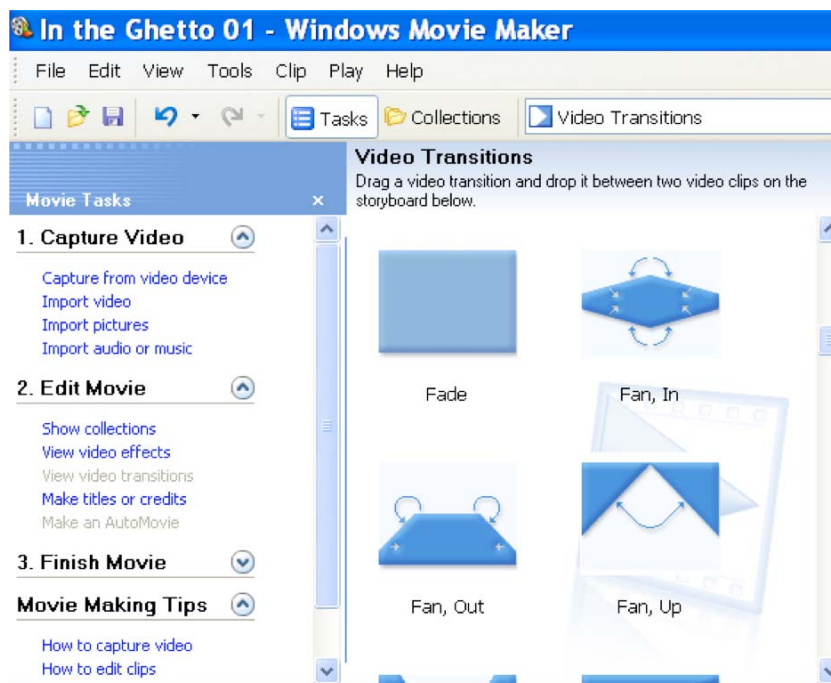 In the Ghetto 01 - Windows Movie Maker
File Edit View Tools Clip Play Help
Tasks Collections Video Transitions
Movie Tasks
1. Capture Video
Capture from video device
Import video
Import pictures
Import audio or music
2. Edit Movie
Show collections
View video effects
View video transitions
Make titles or credits
Make an AutoMovie
3. Finish Movie
Movie Making Tips
How to capture video
How to edit clips
Video Transitions
Drag a video transition and drop it between two video clips on the
storyboard below.
Fade
Fan, In
Fan, Out
Fan, Up